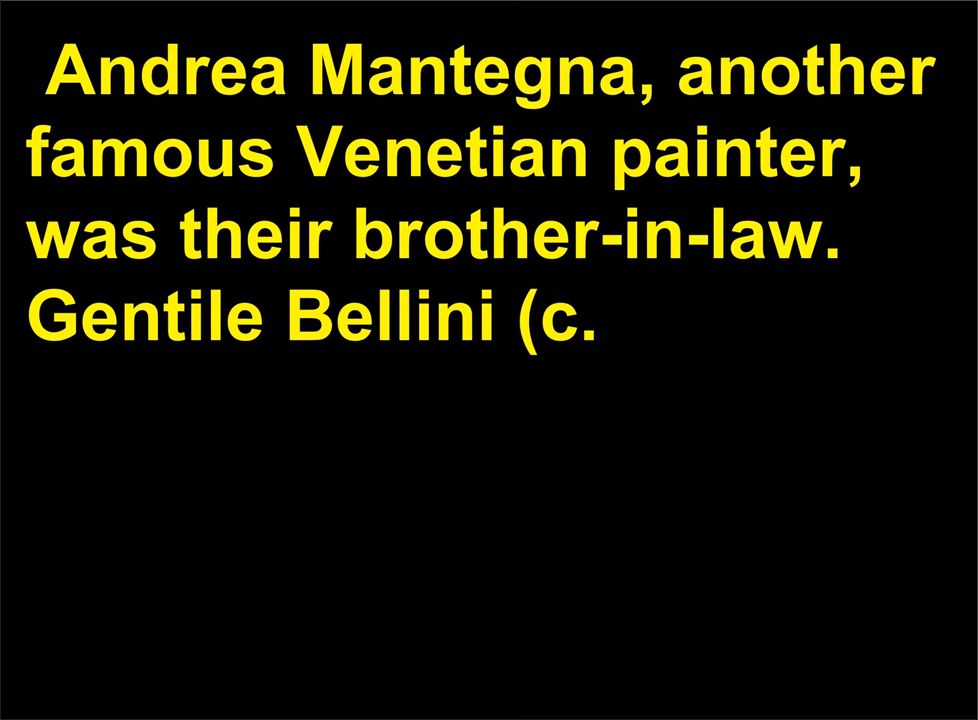 Andrea Mantegna, another
famous Venetian painter,
was their brother-in-law.
Gentile Bellini (c.